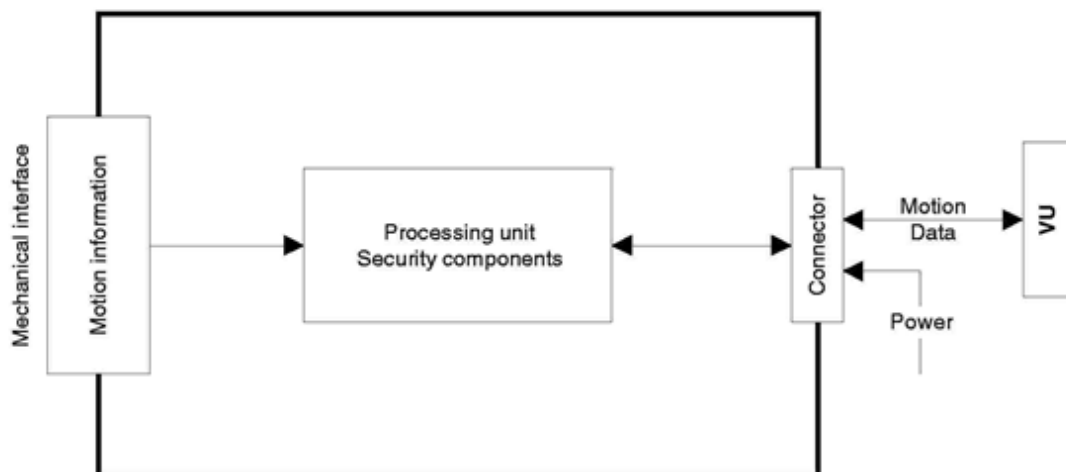 Mechanical interface
Motion information
Processing unit
Security components
Connector
Motion
Data
Power
VU